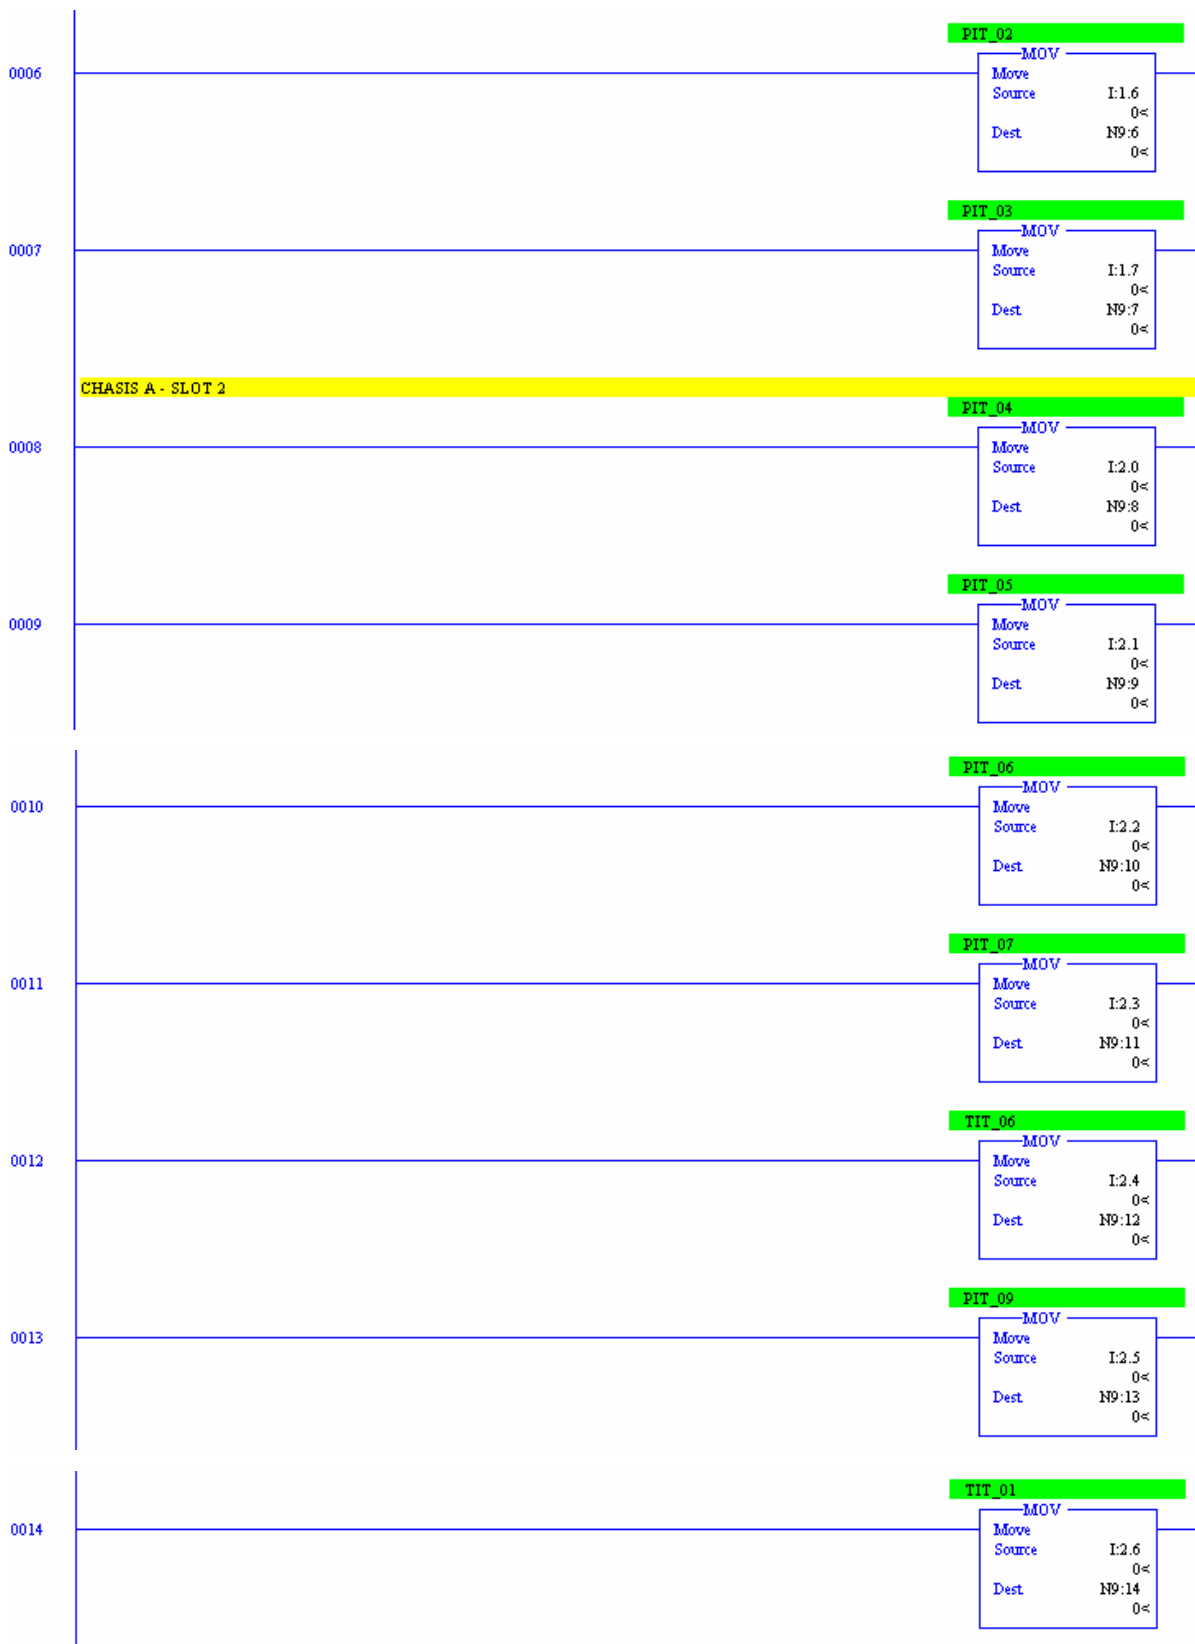 PIT_02
MOV
0006
Move
Source I:1.6
0<
Dest N9:6
0<
PIT_03
MOV
0007
Move
Source I:1.7
0<
Dest N9:7
0<
CHASIS A - SLOT 2
PIT_04
MOV
0008
Move
Source I:2.0
0<
Dest N9:8
0<
PIT_05
MOV
0009
Move
Source I:2.1
0<
Dest N9:9
0<
PIT_06
MOV
0010
Move
Source I:2.2
0<
Dest N9:10
0<
PIT_07
MOV
0011
Move
Source I:2.3
0<
Dest N9:11
0<
TIT_06
MOV
0012
Move
Source I:2.4
0<
Dest N9:12
0<
PIT_09
MOV
0013
Move
Source I:2.5
0<
Dest N9:13
0<
TIT_01
MOV
0014
Move
Source I:2.6
0<
Dest N9:14
0<